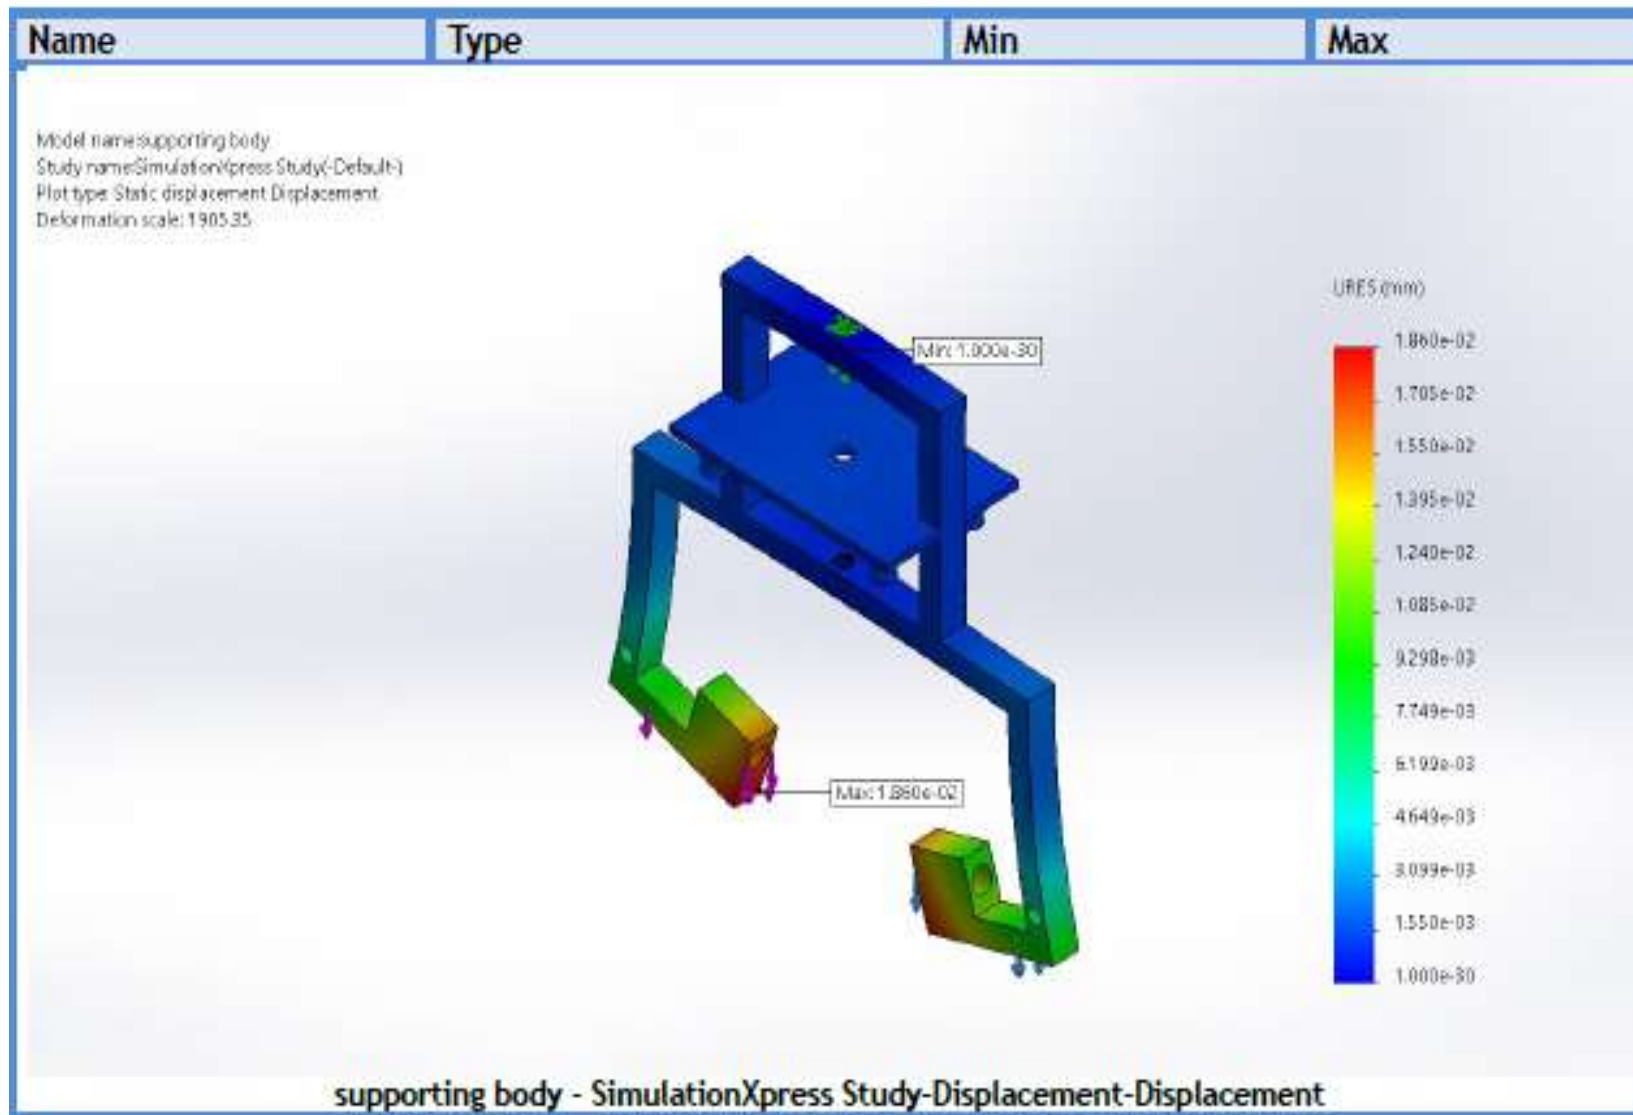 Name Type Min Max
Model name:supporting body
Study name:SimulationXpress Study(-Default-)
Plot type: Static displacement Displacement
Deformation scale: 1905.35
URES (mm)
1.860e-02
1.705e-02
1.550e-02
1.395e-02
1.240e-02
1.085e-02
9.298e-03
7.749e-03
6.199e-03
4.649e-03
3.099e-03
1.550e-03
1.000e-30
Min: 1.000e-30
Max: 1.860e-02
supporting body - SimulationXpress Study-Displacement-Displacement